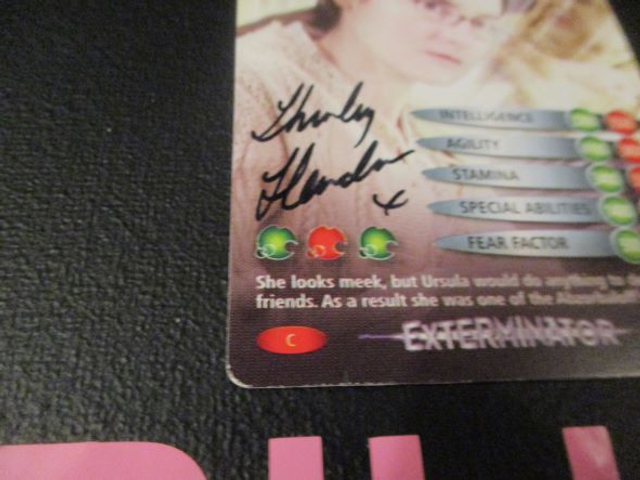 Shirley
Henderson
x
INTELLIGENCE
AGILITY
STAMINA
SPECIAL ABILITIES
FEAR FACTOR
She looks meek, but Ursula would do anything to
friends. As a result she was one of the
C
EXTERMINATOR